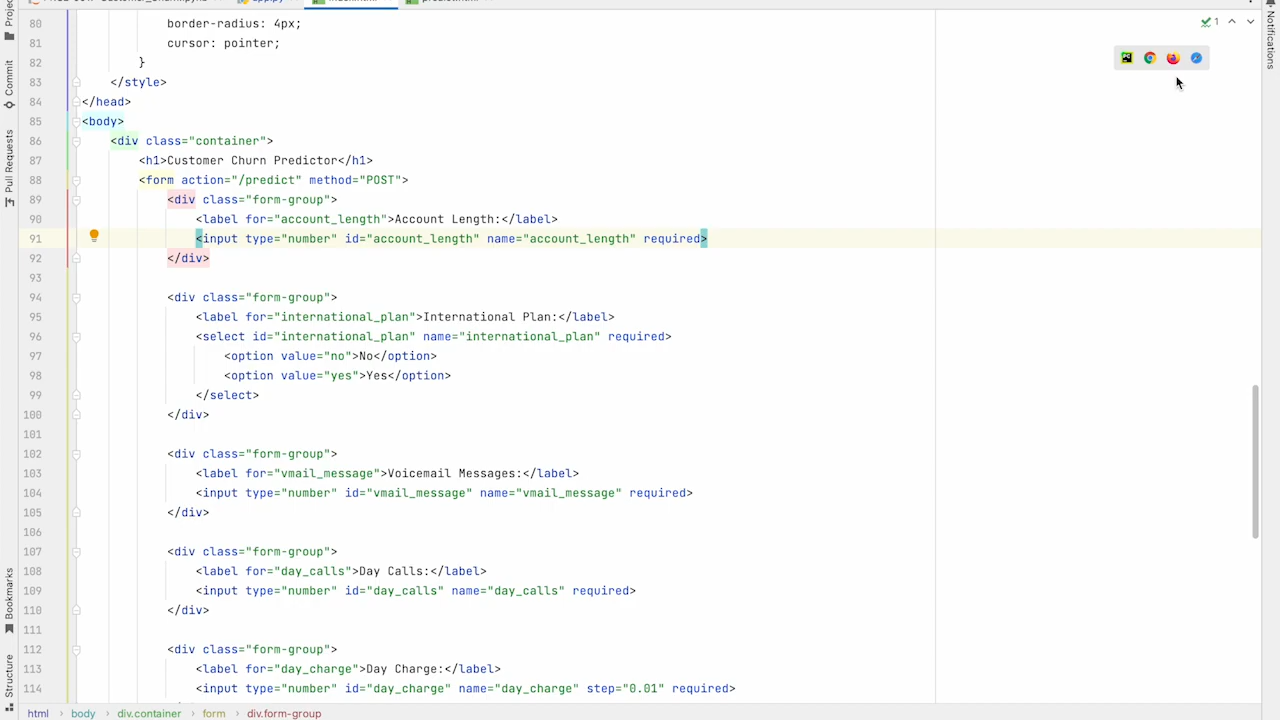 index.html
80 border-radius: 4px;
81 cursor: pointer;
82 }
83 </style>
84 </head>
85 <body>
86 <div class="container">
87 <h1>Customer Churn Predictor</h1>
88 <form action="/predict" method="POST">
89 <div class="form-group">
90 <label for="account_length">Account Length:</label>
91 <input type="number" id="account_length" name="account_length" required>
92 </div>
93
94 <div class="form-group">
95 <label for="international_plan">International Plan:</label>
96 <select id="international_plan" name="international_plan" required>
97 <option value="no">No</option>
98 <option value="yes">Yes</option>
99 </select>
100 </div>
101
102 <div class="form-group">
103 <label for="vmail_message">Voicemail Messages:</label>
104 <input type="number" id="vmail_message" name="vmail_message" required>
105 </div>
106
107 <div class="form-group">
108 <label for="day_calls">Day Calls:</label>
109 <input type="number" id="day_calls" name="day_calls" required>
110 </div>
111
112 <div class="form-group">
113 <label for="day_charge">Day Charge:</label>
114 <input type="number" id="day_charge" name="day_charge" step="0.01" required>
html > body > div.container > form > div.form-group
Commit
Pull Requests
Bookmarks
Structure
1
PC
Notifications